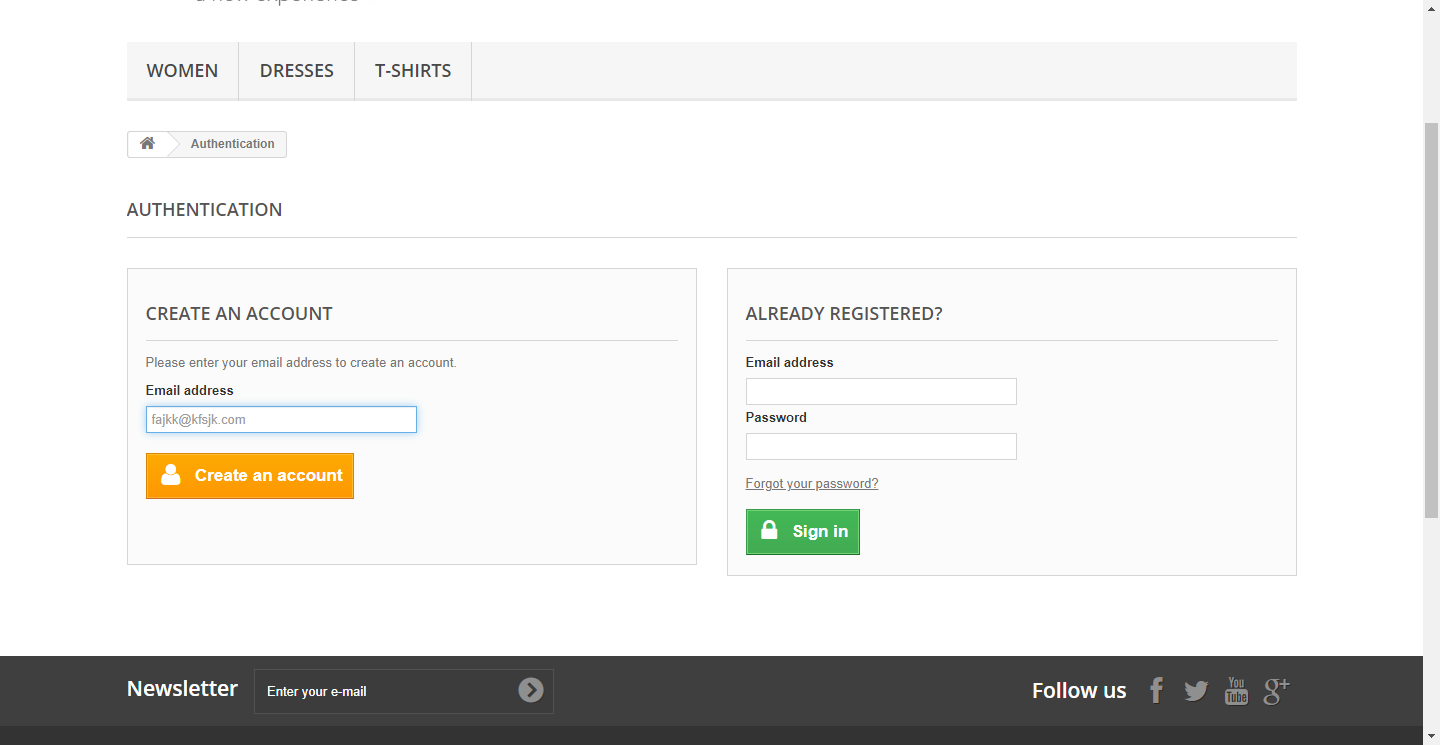 a new experience
WOMEN DRESSES T-SHIRTS
Authentication
AUTHENTICATION
CREATE AN ACCOUNT
Please enter your email address to create an account.
Email address
fajkk@kfsjk.com
Create an account
ALREADY REGISTERED?
Email address
Password
Forgot your password?
Sign in
Newsletter Enter your e-mail
Follow us
You
Tube
g+